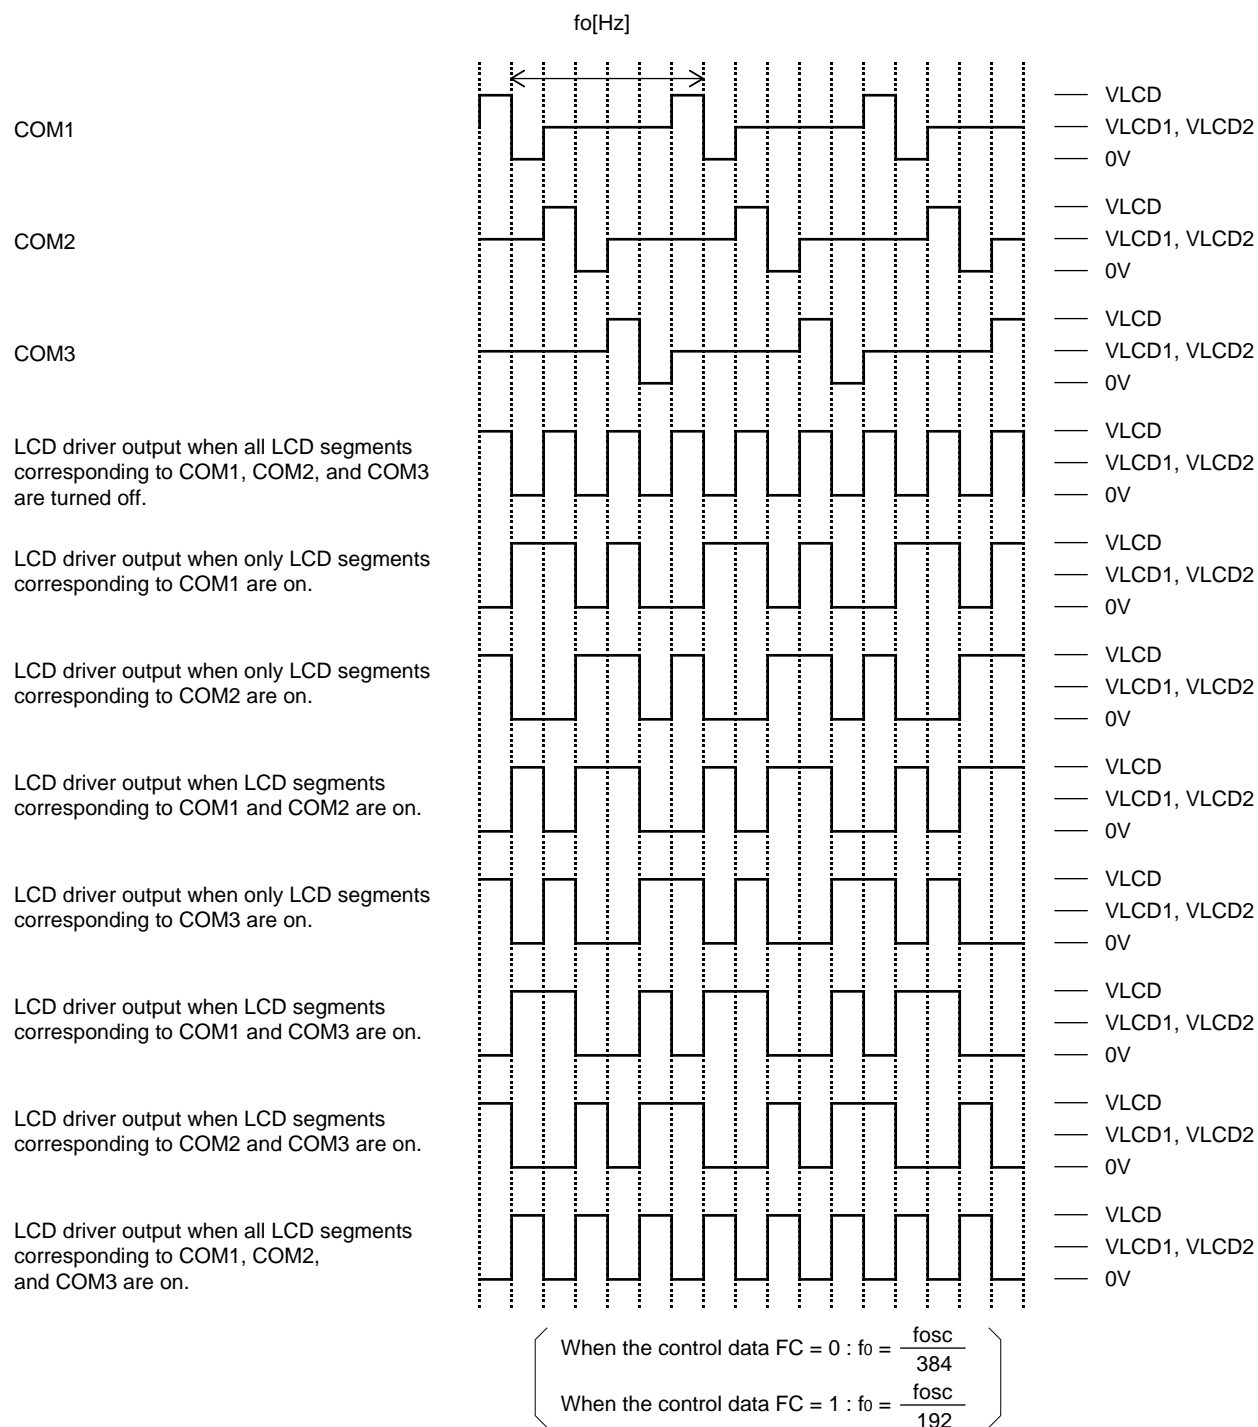 fo[Hz]
COM1
VLCD
VLCD1, VLCD2
0V
COM2
VLCD
VLCD1, VLCD2
0V
COM3
VLCD
VLCD1, VLCD2
0V
LCD driver output when all LCD segments
corresponding to COM1, COM2, and COM3
are turned off.
VLCD
VLCD1, VLCD2
0V
LCD driver output when only LCD segments
corresponding to COM1 are on.
VLCD
VLCD1, VLCD2
0V
LCD driver output when only LCD segments
corresponding to COM2 are on.
VLCD
VLCD1, VLCD2
0V
LCD driver output when LCD segments
corresponding to COM1 and COM2 are on.
VLCD
VLCD1, VLCD2
0V
LCD driver output when only LCD segments
corresponding to COM3 are on.
VLCD
VLCD1, VLCD2
0V
LCD driver output when LCD segments
corresponding to COM1 and COM3 are on.
VLCD
VLCD1, VLCD2
0V
LCD driver output when LCD segments
corresponding to COM2 and COM3 are on.
VLCD
VLCD1, VLCD2
0V
LCD driver output when all LCD segments
corresponding to COM1, COM2,
and COM3 are on.
VLCD
VLCD1, VLCD2
0V
When the control data FC = 0 : f0 = fosc
384
When the control data FC = 1 : f0 = fosc
192